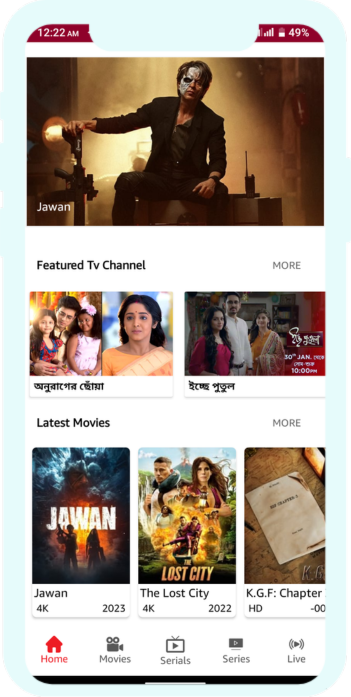 12:22 AM
49%
Jawan
Featured Tv Channel MORE
30TH JAN. থেকে
সোম-শুক্র
10:00PM
অনুরাগের ছোঁয়া
ইচ্ছে পুতুল
Latest Movies MORE
JAWAN
THE
LOST CITY
Jawan
4K 2023
The Lost City
4K 2022
K.G.F: Chapter
HD -00
Home
Movies
Serials
Series
Live